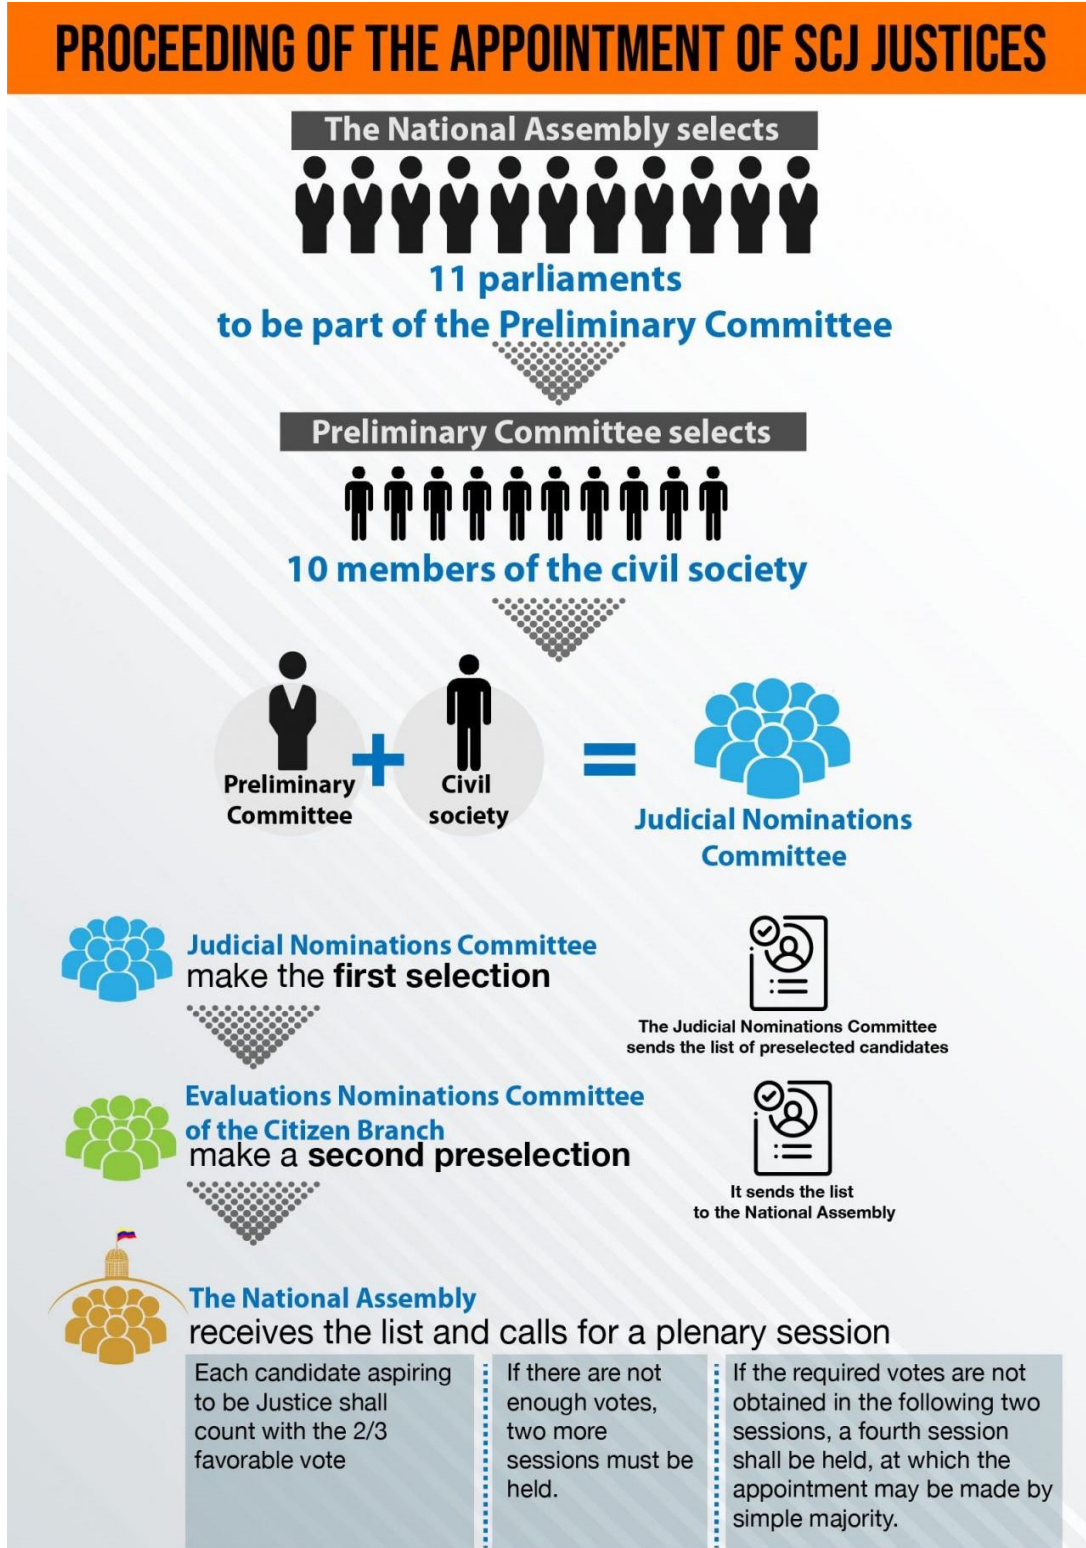 PROCEEDING OF THE APPOINTMENT OF SCJ JUSTICES
The National Assembly selects
11 parliaments
to be part of the Preliminary Committee
Preliminary Committee selects
10 members of the civil society
Preliminary
Committee
+
Civil
society
=
Judicial Nominations
Committee
Judicial Nominations Committee
make the first selection
The Judicial Nominations Committee
sends the list of preselected candidates
Evaluations Nominations Committee
of the Citizen Branch
make a second preselection
It sends the list
to the National Assembly
The National Assembly
receives the list and calls for a plenary session
Each candidate aspiring
to be Justice shall
count with the 2/3
favorable vote
If there are not
enough votes,
two more
sessions must be
held.
If the required votes are not
obtained in the following two
sessions, a fourth session
shall be held, at which the
appointment may be made by
simple majority.